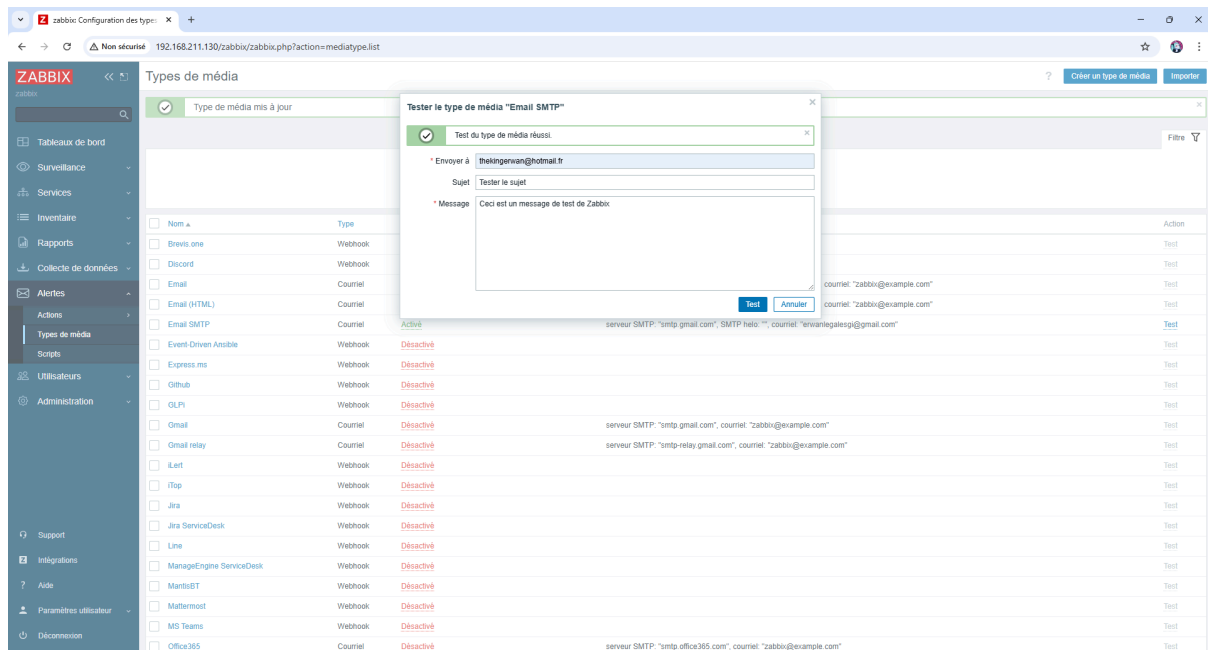 zabbix: Configuration des types
Non sécurisé 192.168.211.130/zabbix/zabbix.php?action=mediatype.list
ZABBIX
zabbix
Tableaux de bord
Surveillance
Services
Inventaire
Rapports
Collecte de données
Alertes
Actions
Types de média
Scripts
Utilisateurs
Administration
Support
Intégrations
Aide
Paramètres utilisateur
Déconnexion
Types de média
? Créer un type de média Importer
Type de média mis à jour
Filtre
Tester le type de média "Email SMTP"
Test du type de média réussi.
* Envoyer à thekingerwan@hotmail.fr
Sujet Tester le sujet
* Message Ceci est un message de test de Zabbix
Test Annuler
Nom Type Action
Brevis.one Webhook Test
Discord Webhook Test
Email Courriel courriel: "zabbix@example.com" Test
Email (HTML) Courriel courriel: "zabbix@example.com" Test
Email SMTP Courriel Activé serveur SMTP: "smtp.gmail.com", SMTP helo: "", courriel: "erwanlegalesgi@gmail.com" Test
Event-Driven Ansible Webhook Désactivé Test
Express.ms Webhook Désactivé Test
Github Webhook Désactivé Test
GLPI Webhook Désactivé Test
Gmail Courriel Désactivé serveur SMTP: "smtp.gmail.com", courriel: "zabbix@example.com" Test
Gmail relay Courriel Désactivé serveur SMTP: "smtp-relay.gmail.com", courriel: "zabbix@example.com" Test
iLert Webhook Désactivé Test
iTop Webhook Désactivé Test
Jira Webhook Désactivé Test
Jira ServiceDesk Webhook Désactivé Test
Line Webhook Désactivé Test
ManageEngine ServiceDesk Webhook Désactivé Test
MantisBT Webhook Désactivé Test
Mattermost Webhook Désactivé Test
MS Teams Webhook Désactivé Test
Office365 Courriel Désactivé serveur SMTP: "smtp.office365.com", courriel: "zabbix@example.com" Test